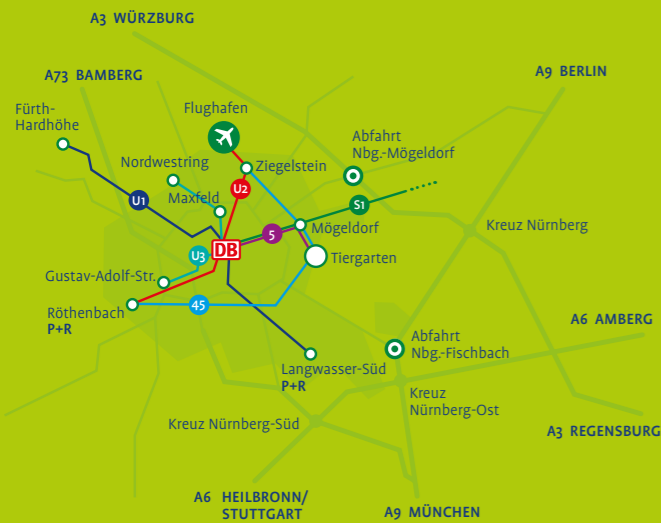 A3 WÜRZBURG
A73 BAMBERG
A9 BERLIN
Fürth-
Hardhöhe
Flughafen
Abfahrt
Nbg.-Mögeldorf
Nordwestring
Ziegelstein
U2
Maxfeld
U1
S1
Mögeldorf
Kreuz Nürnberg
5
DB
U3
Tiergarten
Gustav-Adolf-Str.
45
Röthenbach
P+R
A6 AMBERG
Abfahrt
Nbg.-Fischbach
Langwasser-Süd
P+R
Kreuz
Nürnberg-Ost
Kreuz Nürnberg-Süd
A3 REGENSBURG
A6 HEILBRONN/
STUTTGART
A9 MÜNCHEN